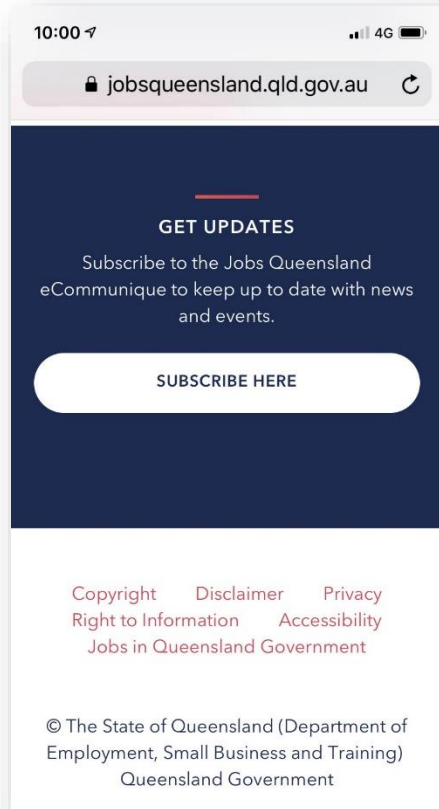 10:00 4G
jobsqueensland.qld.gov.au
GET UPDATES
Subscribe to the Jobs Queensland
eCommunique to keep up to date with news
and events.
SUBSCRIBE HERE
Copyright Disclaimer Privacy
Right to Information Accessibility
Jobs in Queensland Government
© The State of Queensland (Department of
Employment, Small Business and Training)
Queensland Government